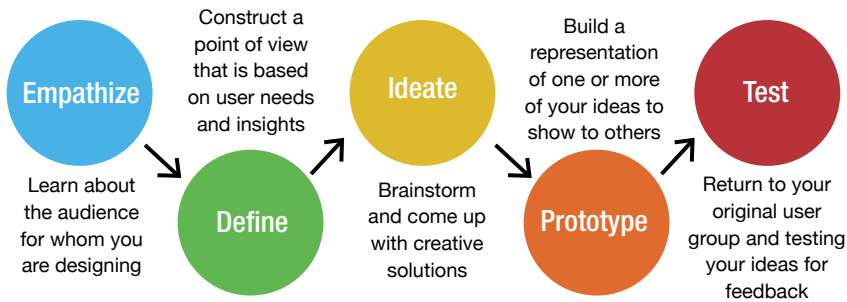 Empathize
Learn about
the audience
for whom you
are designing
Construct a
point of view
that is based
on user needs
and insights
Define
Ideate
Brainstorm
and come up
with creative
solutions
Build a
representation
of one or more
of your ideas to
show to others
Prototype
Test
Return to your
original user
group and testing
your ideas for
feedback